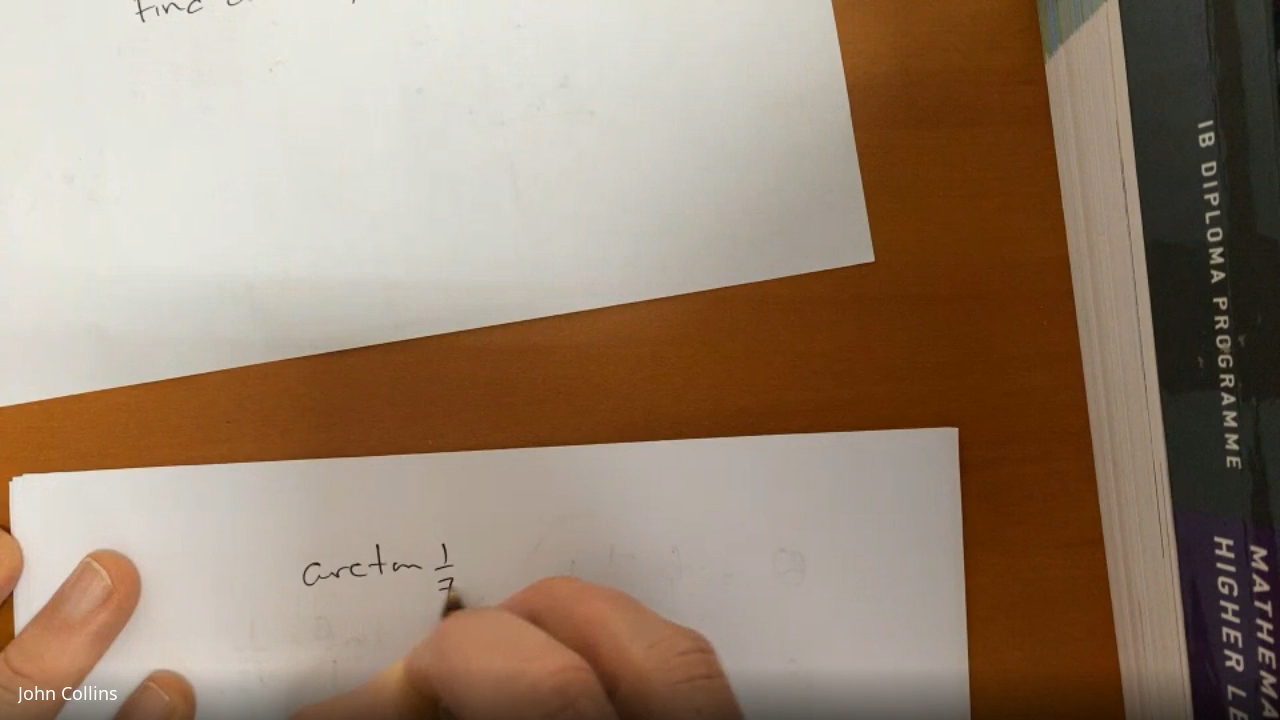 find
arctan 1/7
IB DIPLOMA PROGRAMME
MATHEMA
HIGHER LE
John Collins